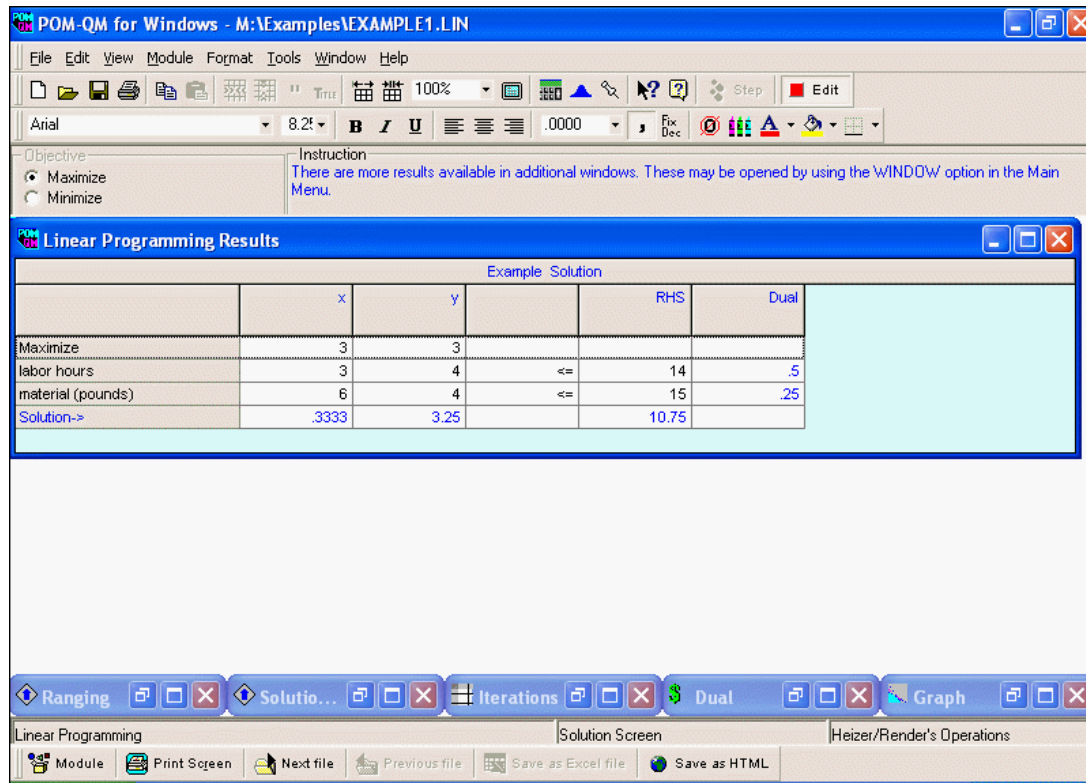 POM-QM for Windows - M:\Examples\EXAMPLE1.LIN
File Edit View Module Format Tools Window Help
TITLE 100% Step Edit
Arial 8.2 B I U .0000 , Fix Dec 0 A
Objective
Maximize
Minimize
Instruction
There are more results available in additional windows. These may be opened by using the WINDOW option in the Main
Menu.
Linear Programming Results
Example Solution
x y RHS Dual
Maximize 3 3
labor hours 3 4 <= 14 .5
material (pounds) 6 4 <= 15 .25
Solution-> .3333 3.25 10.75
Ranging Solutio... Iterations Dual Graph
Linear Programming Solution Screen Heizer/Render's Operations
Module Print Screen Next file Previous file Save as Excel file Save as HTML